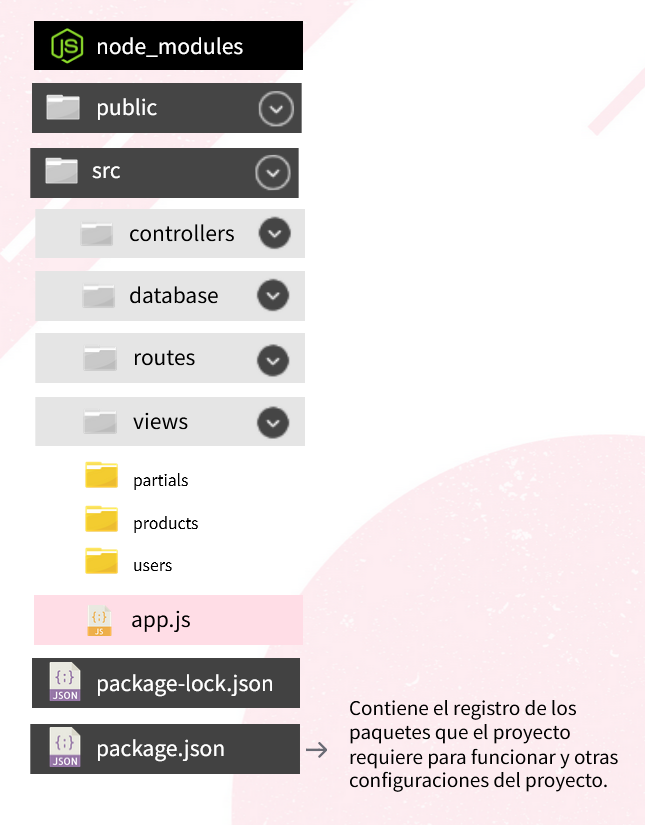 node_modules
public
src
controllers
database
routes
views
partials
products
users
app.js
package-lock.json
package.json
Contiene el registro de los
paquetes que el proyecto
requiere para funcionar y otras
configuraciones del proyecto.
JS
{;}
JS
{;}
JSON
{;}
JSON